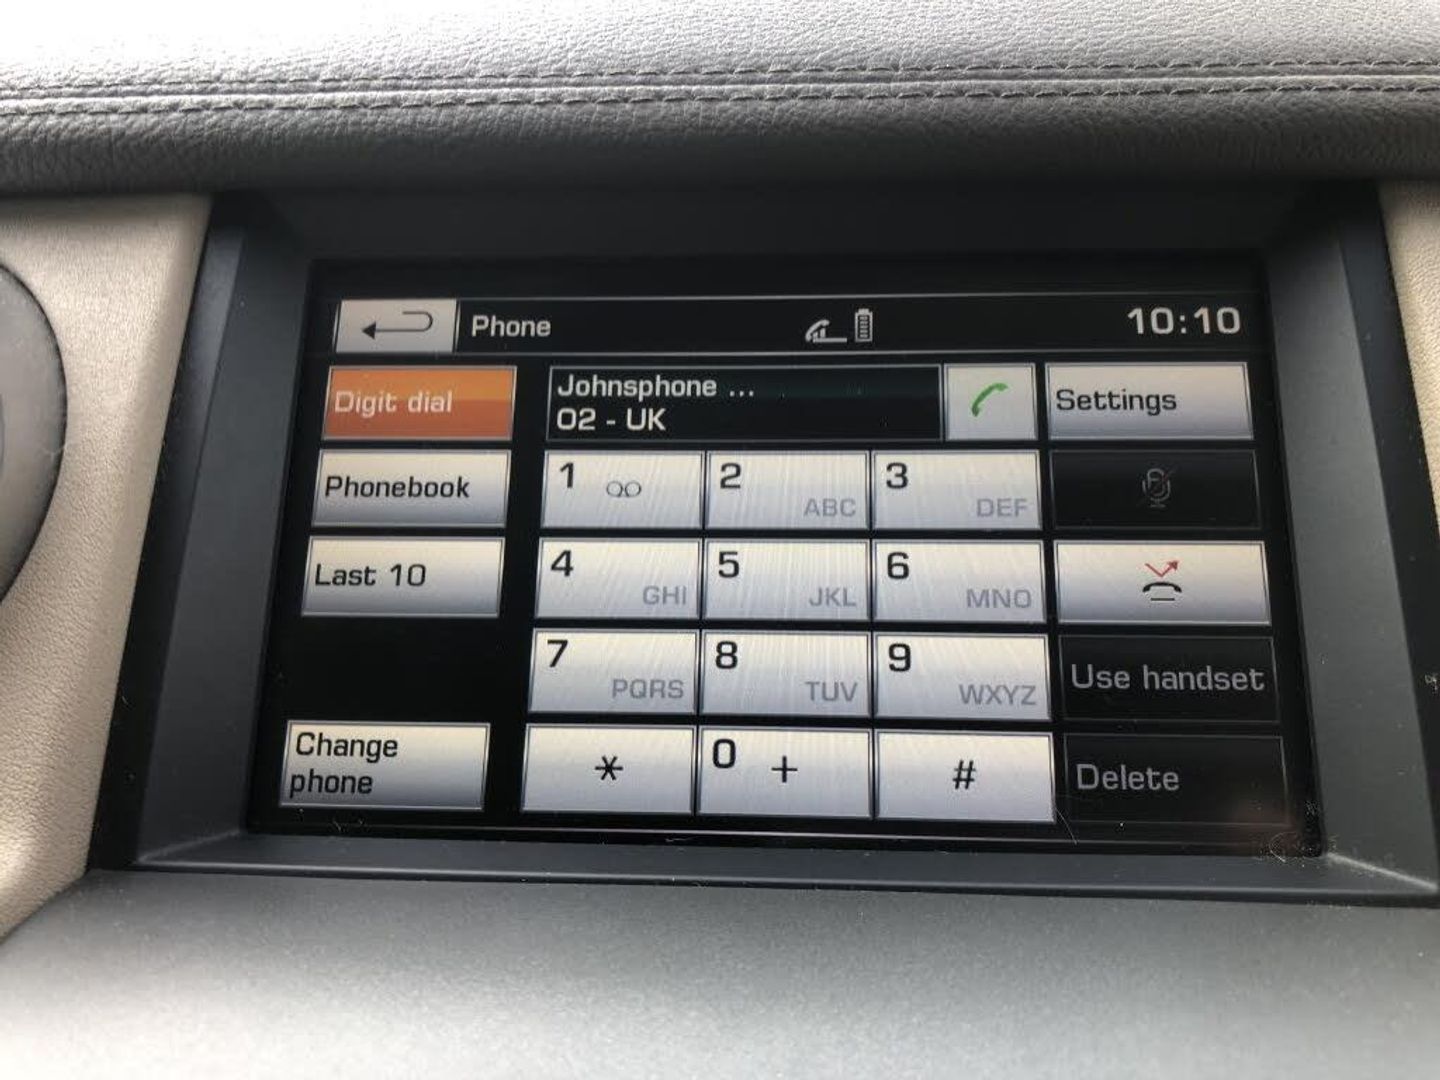 Phone
10:10
Digit dial
Johnsphone ...
O2 - UK
Settings
Phonebook
1
2 ABC
3 DEF
Last 10
4 GHI
5 JKL
6 MNO
7 PQRS
8 TUV
9 WXYZ
Use handset
Change
phone
*
0 +
#
Delete